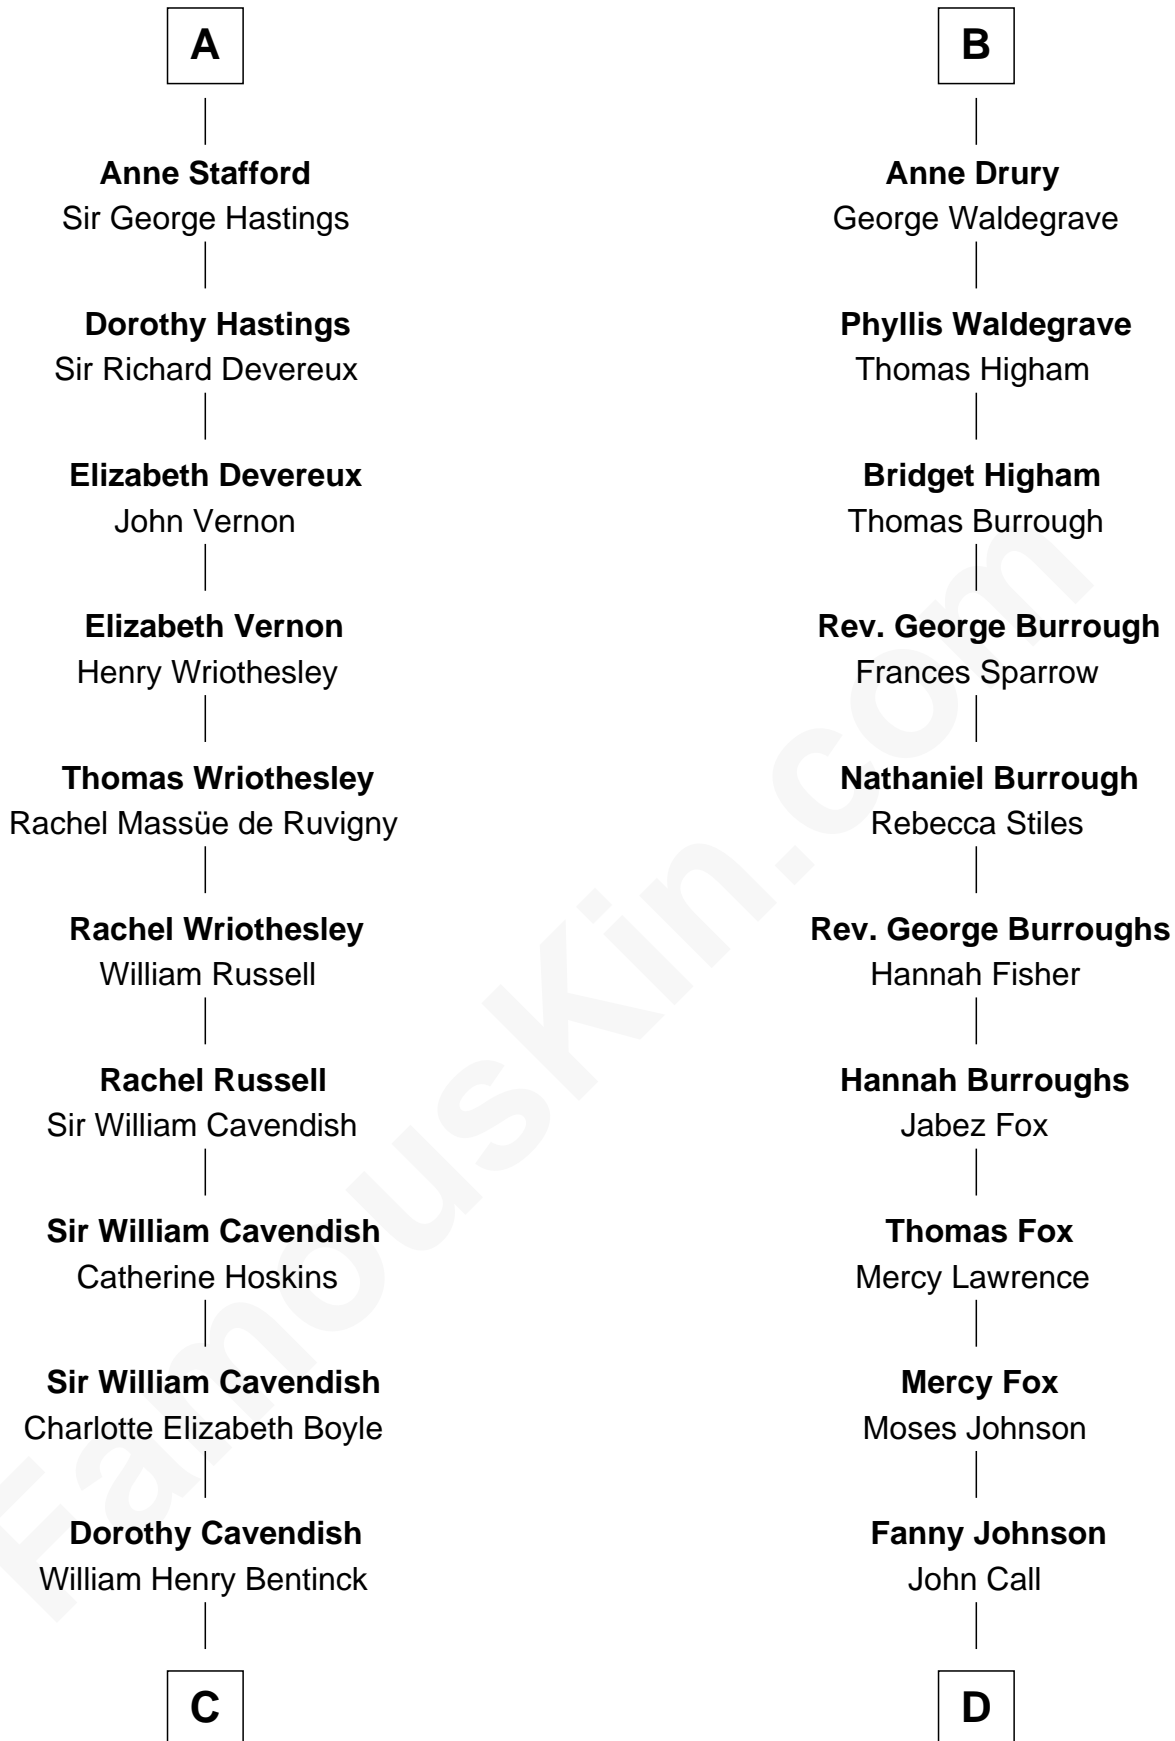 A
Anne Stafford
Sir George Hastings
Dorothy Hastings
Sir Richard Devereux
Elizabeth Devereux
John Vernon
Elizabeth Vernon
Henry Wriothesley
Thomas Wriothesley
Rachel Massüe de Ruvigny
Rachel Wriothesley
William Russell
Rachel Russell
Sir William Cavendish
Sir William Cavendish
Catherine Hoskins
Sir William Cavendish
Charlotte Elizabeth Boyle
Dorothy Cavendish
William Henry Bentinck
C
B
Anne Drury
George Waldegrave
Phyllis Waldegrave
Thomas Higham
Bridget Higham
Thomas Burrough
Rev. George Burrough
Frances Sparrow
Nathaniel Burrough
Rebecca Stiles
Rev. George Burroughs
Hannah Fisher
Hannah Burroughs
Jabez Fox
Thomas Fox
Mercy Lawrence
Mercy Fox
Moses Johnson
Fanny Johnson
John Call
D
FamousKin.com